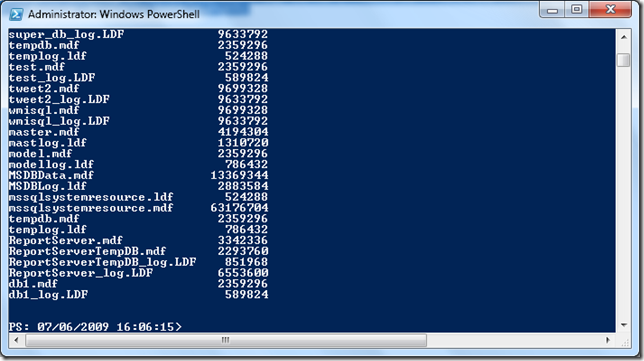 Administrator: Windows PowerShell
super_db_log.LDF 9633792
tempdb.mdf 2359296
templog.ldf 524288
test.mdf 2359296
test_log.LDF 589824
tweet2.mdf 9699328
tweet2_log.LDF 9633792
wmisql.mdf 9699328
wmisql_log.LDF 9633792
master.mdf 4194304
mastlog.ldf 1310720
model.mdf 2359296
modellog.ldf 786432
MSDBData.mdf 13369344
MSDBLog.ldf 2883584
mssqlsystemresource.ldf 524288
mssqlsystemresource.mdf 63176704
tempdb.mdf 2359296
templog.ldf 786432
ReportServer.mdf 3342336
ReportServerTempDB.mdf 2293760
ReportServerTempDB_log.LDF 851968
ReportServer_log.LDF 6553600
db1.mdf 2359296
db1_log.LDF 589824
PS: 07/06/2009 16:06:15>